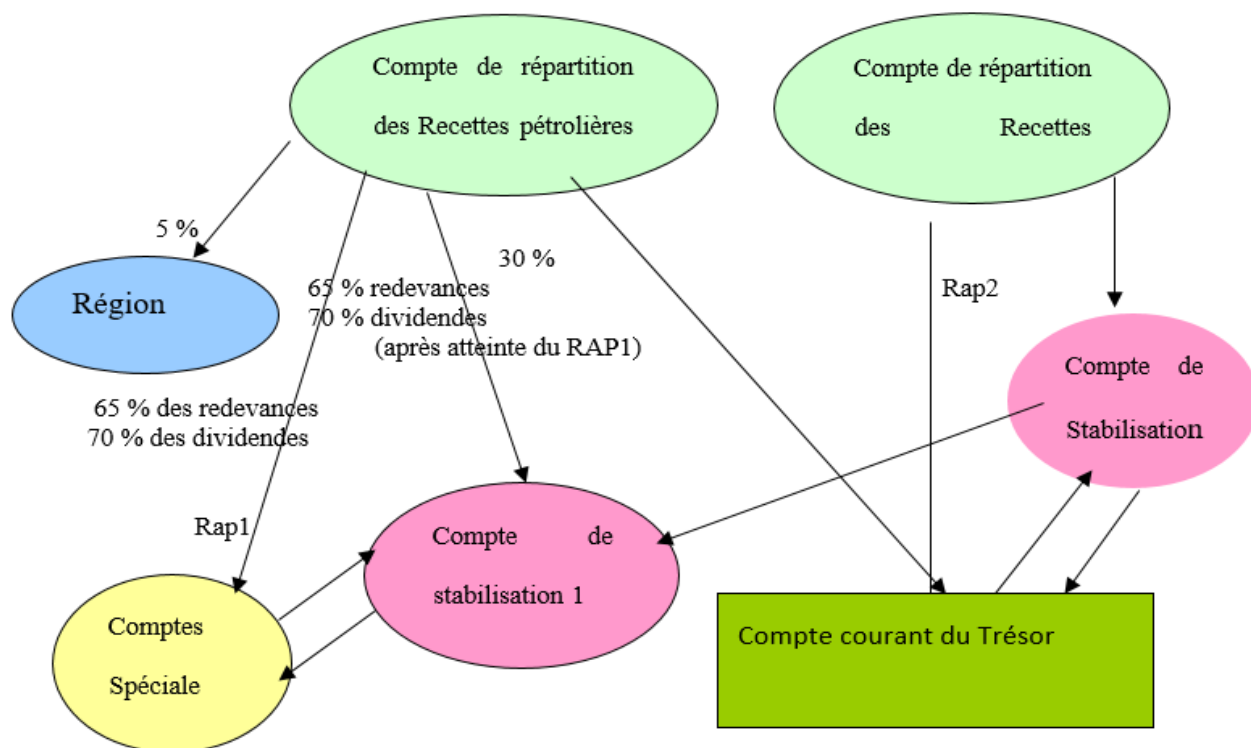 Compte de répartition
des Recettes pétrolières
Compte de répartition
des Recettes
5 %
Région
30 %
65 % redevances
70 % dividendes
(après atteinte du RAP1)
Rap2
65 % des redevances
70 % des dividendes
Compte de
Stabilisation
Rap1
Compte de
stabilisation 1
Comptes
Spéciale
Compte courant du Trésor